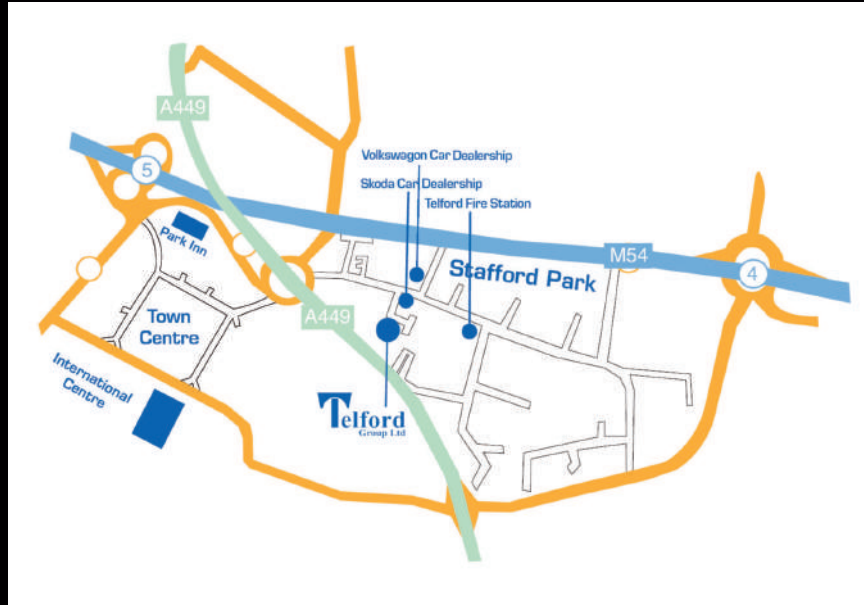 A449
Volkswagon Car Dealership
5
Skoda Car Dealership
Telford Fire Station
Park Inn
M54
Stafford Park
4
Town
Centre
A449
International
Centre
Telford
Group Ltd